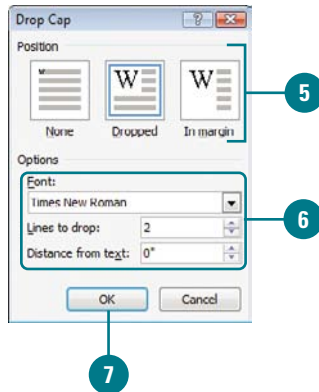 Drop Cap
Position
W W W
None Dropped In margin
5
Options
Font:
Times New Roman
Lines to drop: 2
Distance from text: 0"
6
OK Cancel
7